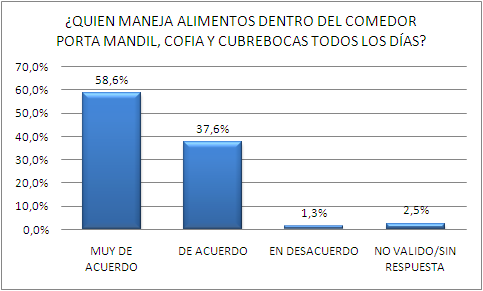 ¿QUIEN MANEJA ALIMENTOS DENTRO DEL COMEDOR
PORTA MANDIL, COFIA Y CUBREBOCAS TODOS LOS DÍAS?
70,0%
60,0%
50,0%
40,0%
30,0%
20,0%
10,0%
0,0%
58,6%
37,6%
1,3%
2,5%
MUY DE
ACUERDO
DE ACUERDO
EN DESACUERDO
NO VALIDO/SIN
RESPUESTA